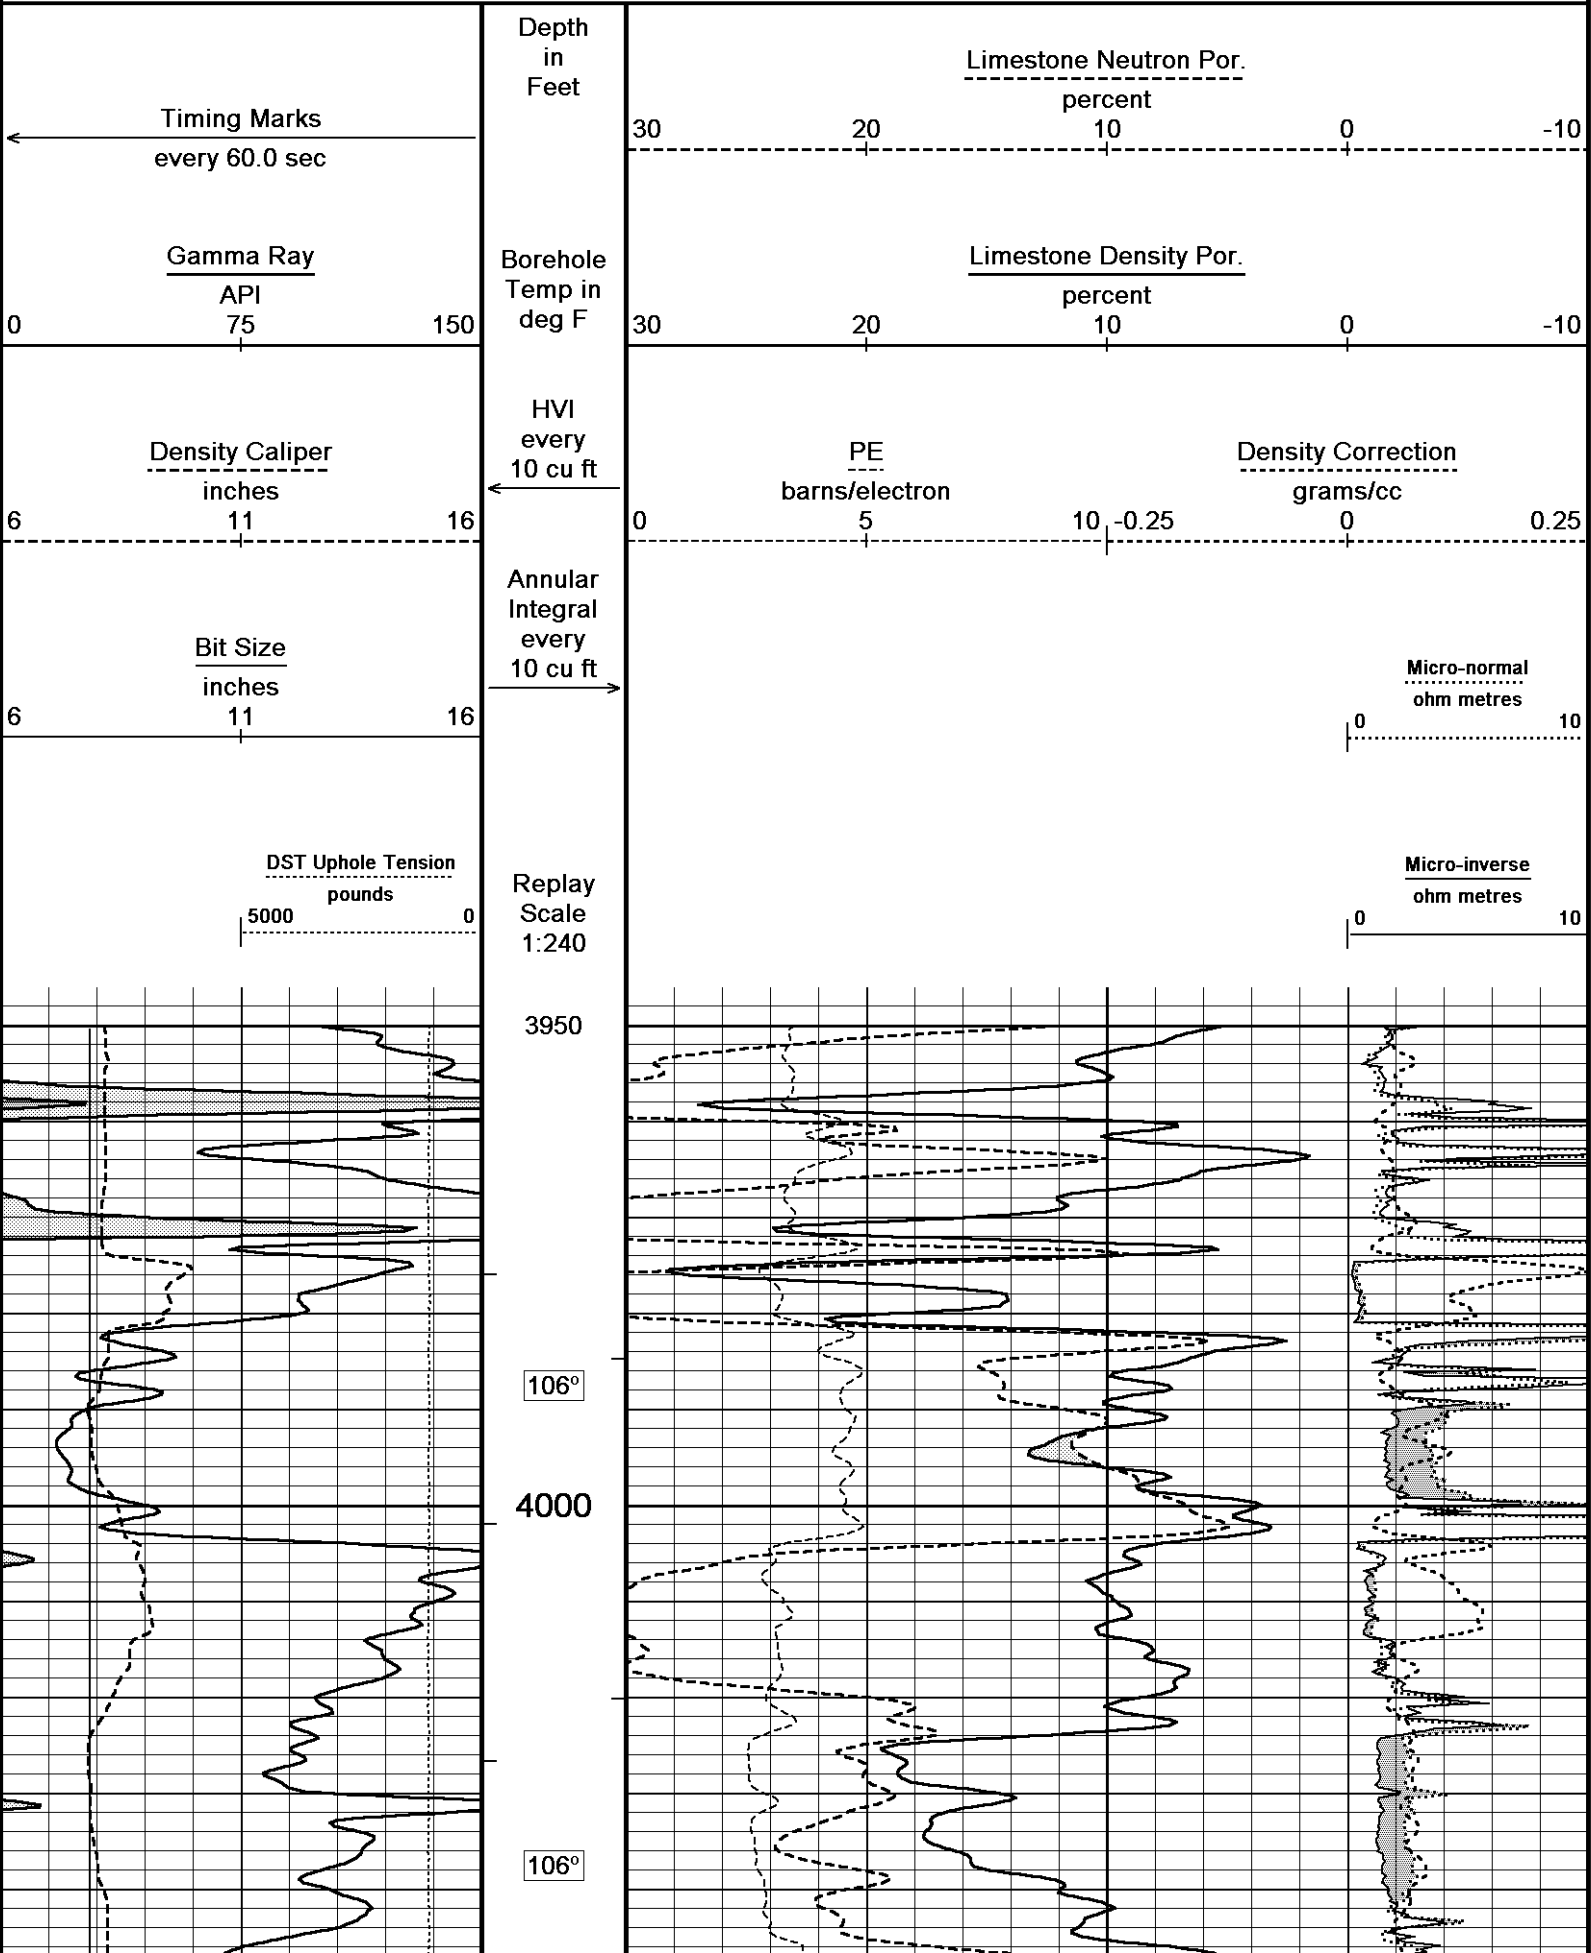 Timing Marks
every 60.0 sec
Gamma Ray
API
0 75 150
Density Caliper
inches
6 11 16
Bit Size
inches
6 11 16
DST Uphole Tension
pounds
5000 0
Depth
in
Feet
Borehole
Temp in
deg F
HVI
every
10 cu ft
Annular
Integral
every
10 cu ft
Replay
Scale
1:240
Limestone Neutron Por.
percent
30 20 10 0 -10
Limestone Density Por.
percent
30 20 10 0 -10
PE
barns/electron
0 5 10
Density Correction
grams/cc
-0.25 0 0.25
Micro-normal
ohm metres
0 10
Micro-inverse
ohm metres
0 10
3950
106º
4000
106º